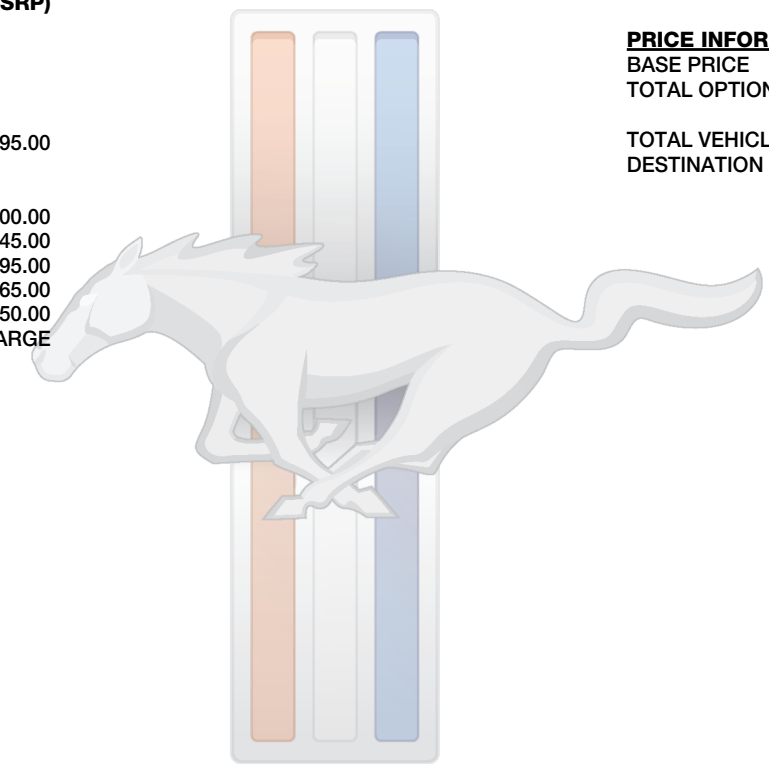 SRP)
95.00
00.00
45.00
95.00
65.00
50.00
ARGE
PRICE INFOR
BASE PRICE
TOTAL OPTION
TOTAL VEHICL
DESTINATION